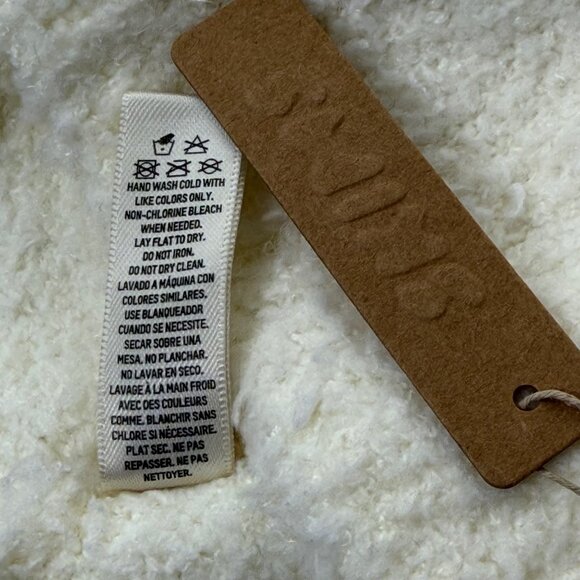 HAND WASH COLD WITH
LIKE COLORS ONLY.
NON-CHLORINE BLEACH
WHEN NEEDED.
LAY FLAT TO DRY.
DO NOT IRON.
DO NOT DRY CLEAN.
LAVADO A MÁQUINA CON
COLORES SIMILARES.
USE BLANQUEADOR
CUANDO SE NECESITE.
SECAR SOBRE UNA
MESA. NO PLANCHAR.
NO LAVAR EN SECO.
LAVAGE À LA MAIN FROID
AVEC DES COULEURS
COMME. BLANCHIR SANS
CHLORE SI NÉCESSAIRE.
PLAT SEC. NE PAS
REPASSER. NE PAS
NETTOYER.